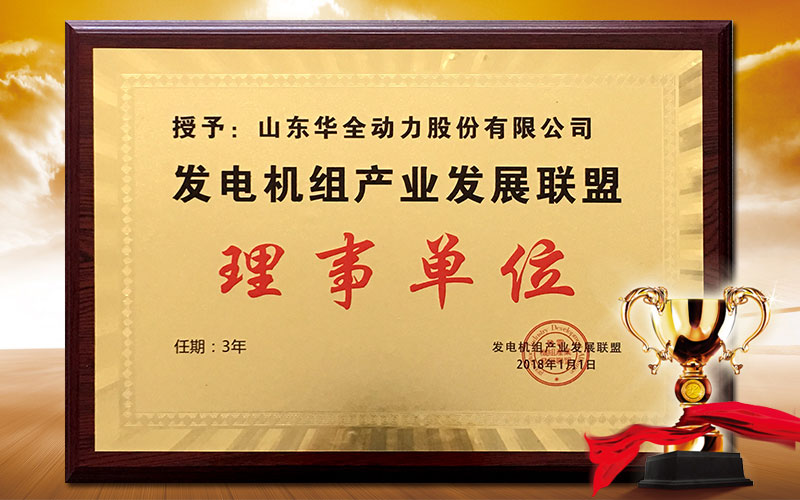 授予：山东华全动力股份有限公司
发电机组产业发展联盟
理事单位
任期：3年
发电机组产业发展联盟
2018年1月1日